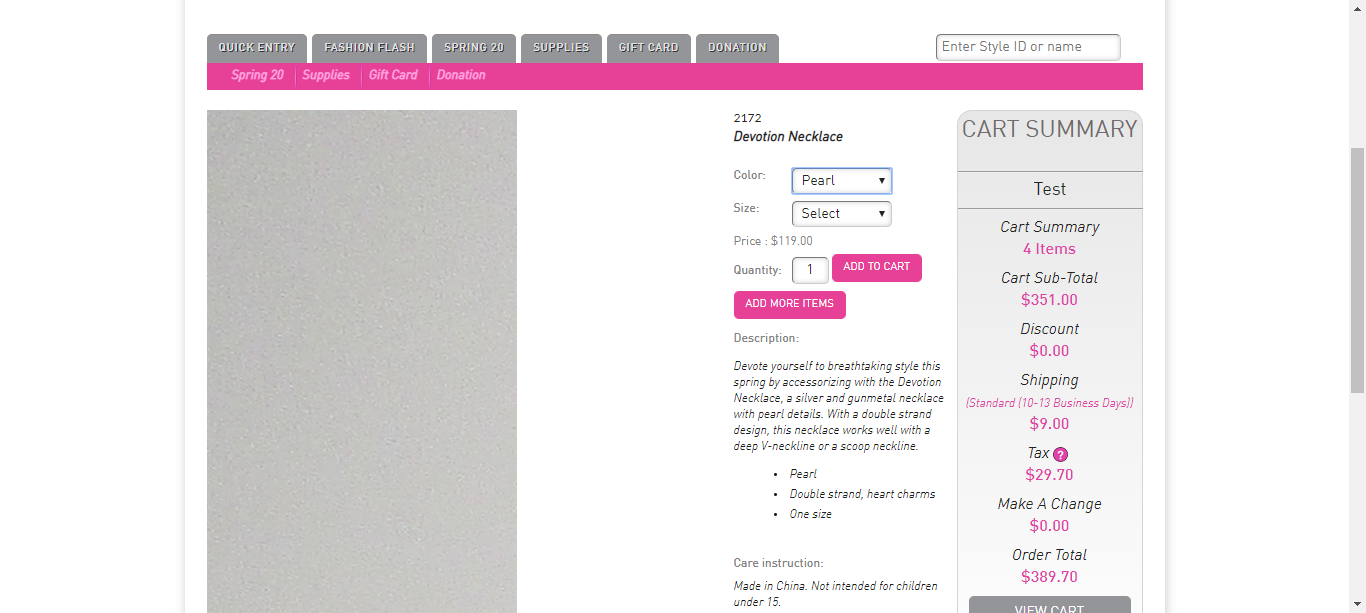 QUICK ENTRY
FASHION FLASH
SPRING 20
SUPPLIES
GIFT CARD
DONATION
Enter Style ID or name
Spring 20
Supplies
Gift Card
Donation
2172
Devotion Necklace
Color:
Pearl
Size:
Select
Price : $119.00
Quantity:
1
ADD TO CART
ADD MORE ITEMS
Description:
Devote yourself to breathtaking style this
spring by accessorizing with the Devotion
Necklace, a silver and gunmetal necklace
with pearl details. With a double strand
design, this necklace works well with a
deep V-neckline or a scoop neckline.
• Pearl
• Double strand, heart charms
• One size
Care instruction:
Made in China. Not intended for children
under 15.
CART SUMMARY
Test
Cart Summary
4 Items
Cart Sub-Total
$351.00
Discount
$0.00
Shipping
(Standard (10-13 Business Days))
$9.00
Tax ?
$29.70
Make A Change
$0.00
Order Total
$389.70
VIEW CART